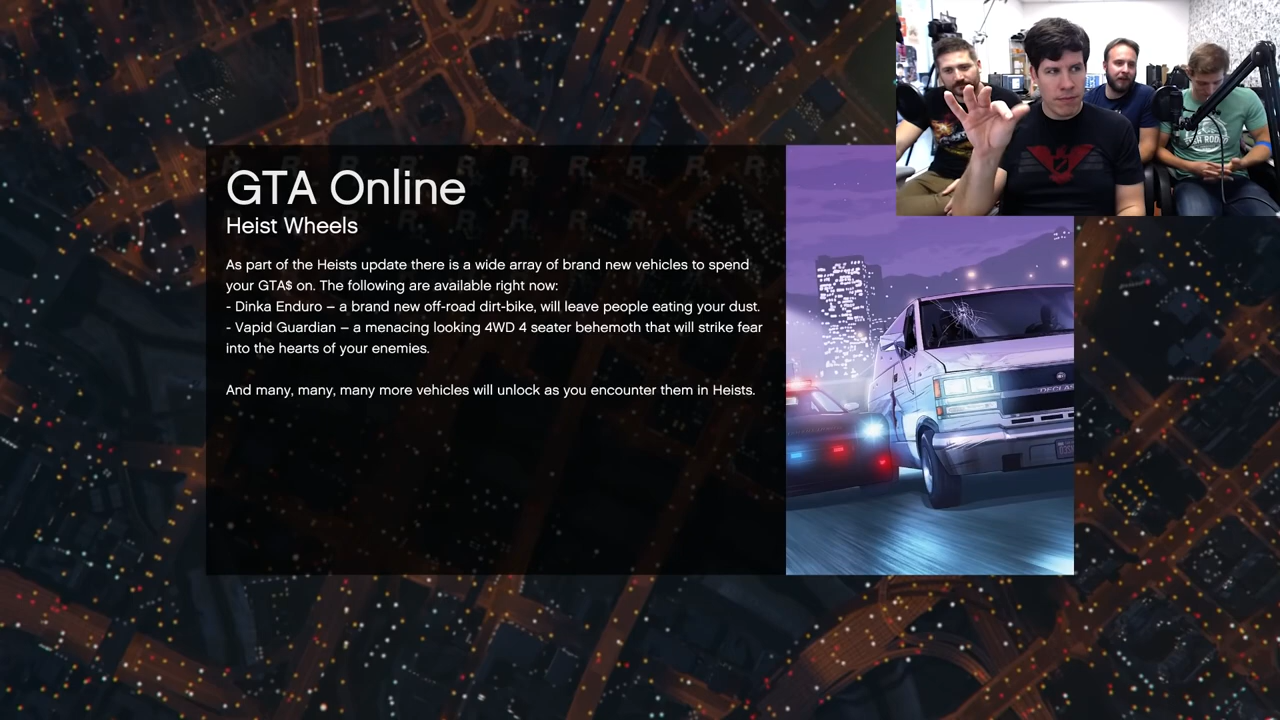 GTA Online
Heist Wheels
As part of the Heists update there is a wide array of brand new vehicles to spend
your GTA$ on. The following are available right now:
- Dinka Enduro – a brand new off-road dirt-bike, will leave people eating your dust.
- Vapid Guardian – a menacing looking 4WD 4 seater behemoth that will strike fear
into the hearts of your enemies.
And many, many, many more vehicles will unlock as you encounter them in Heists.